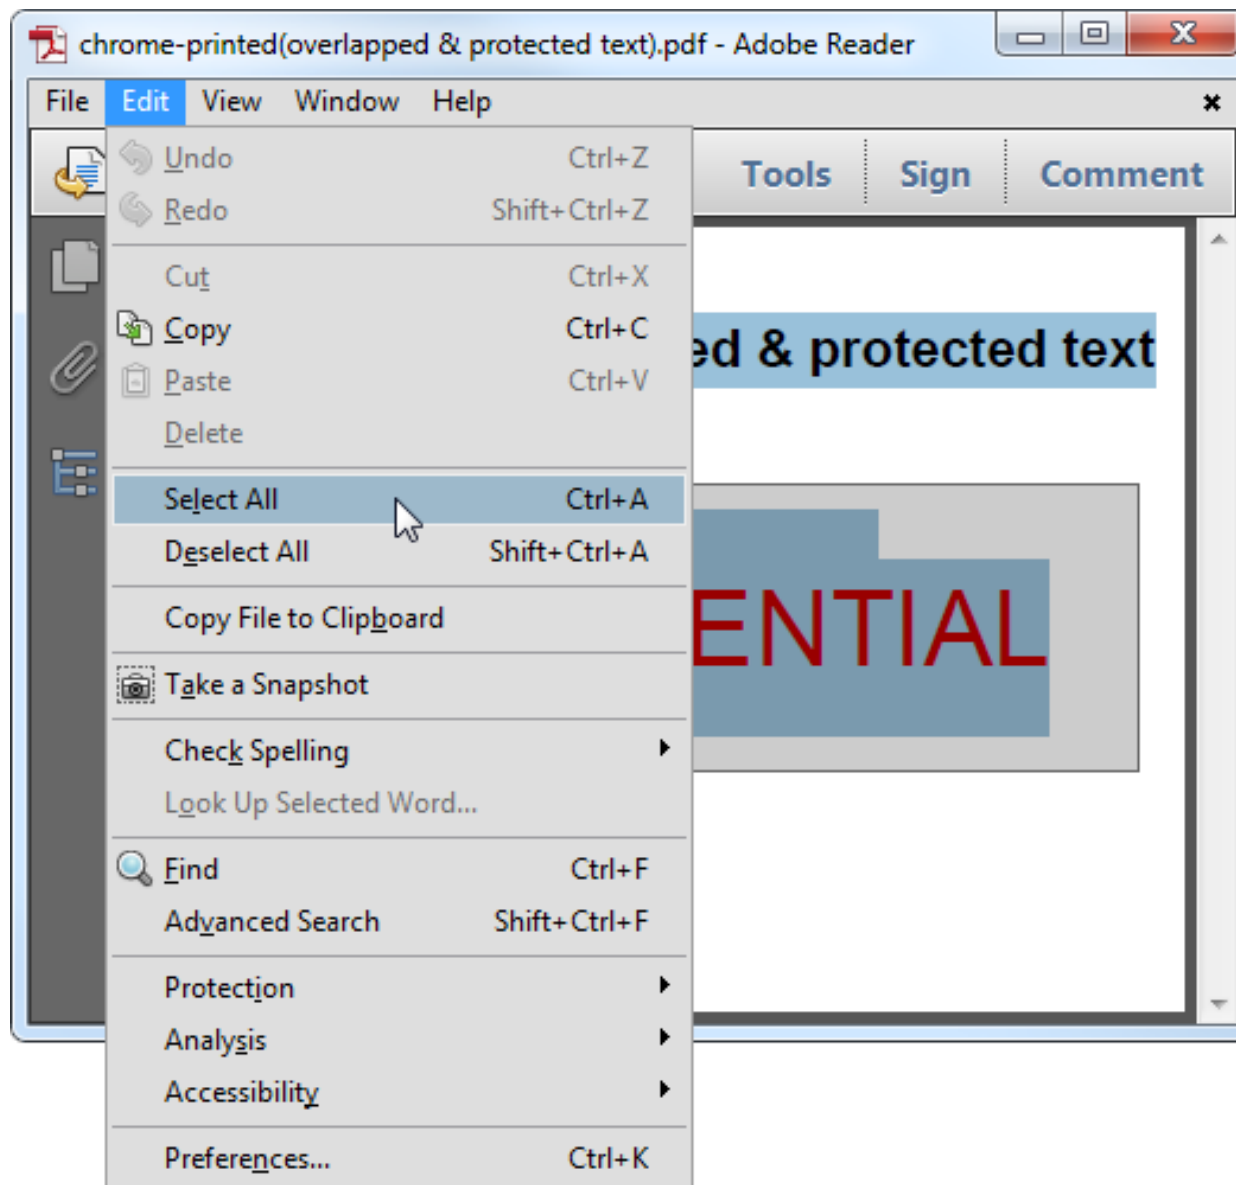 chrome-printed(overlapped & protected text).pdf - Adobe Reader
File Edit View Window Help
Tools Sign Comment
Undo Ctrl+Z
Redo Shift+Ctrl+Z
Cut Ctrl+X
Copy Ctrl+C
Paste Ctrl+V
Delete
Select All Ctrl+A
Deselect All Shift+Ctrl+A
Copy File to Clipboard
Take a Snapshot
Check Spelling
Look Up Selected Word...
Find Ctrl+F
Advanced Search Shift+Ctrl+F
Protection
Analysis
Accessibility
Preferences... Ctrl+K
ed & protected text
ENTIAL